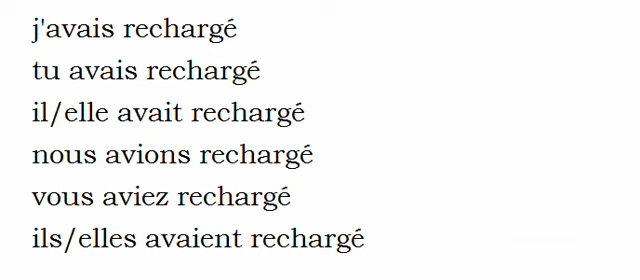 j'avais rechargé
tu avais rechargé
il/elle avait rechargé
nous avions rechargé
vous aviez rechargé
ils/elles avaient rechargé